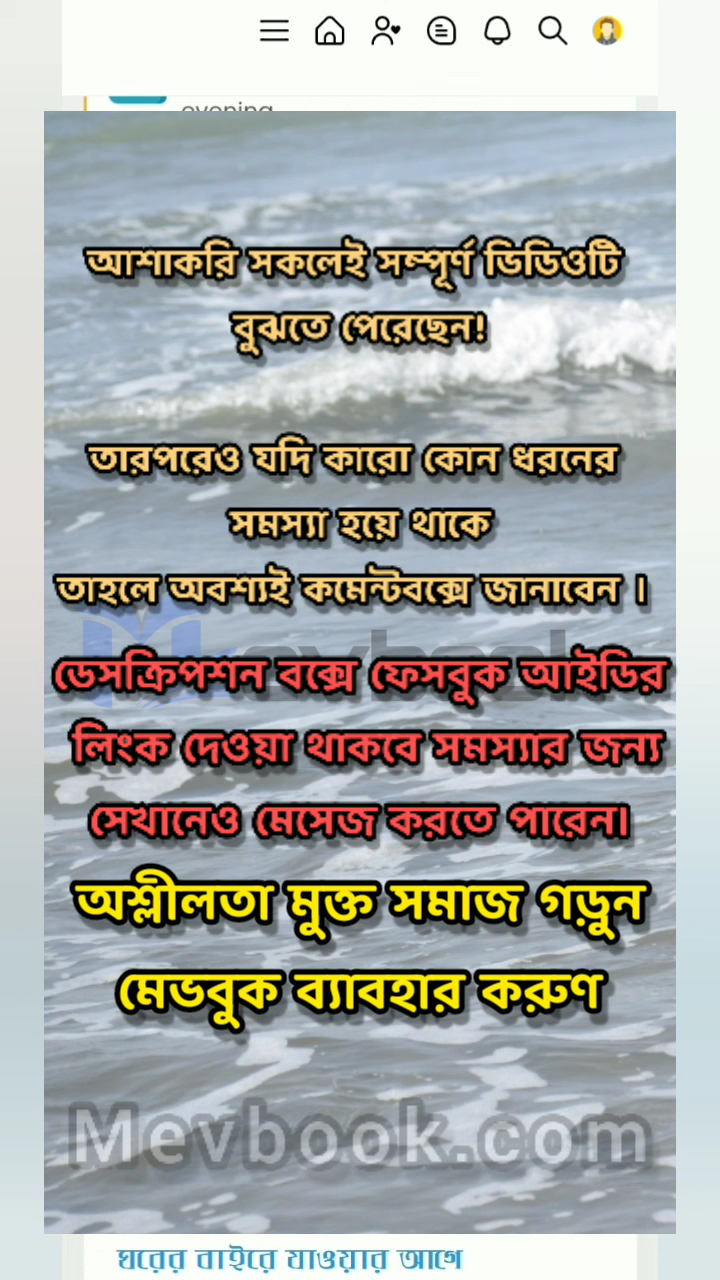 evening
আশাকরি সকলেই সম্পূর্ণ ভিডিওটি
বুঝতে পেরেছেন!
তারপরেও যদি কারো কোন ধরনের
সমস্যা হয়ে থাকে
তাহলে অবশ্যই কমেন্টবক্সে জানাবেন ।
Mevbook
ডেসক্রিপশন বক্সে ফেসবুক আইডির
লিংক দেওয়া থাকবে সমস্যার জন্য
সেখানেও মেসেজ করতে পারেন।
অশ্লীলতা মুক্ত সমাজ গড়ুন
মেভবুক ব্যাবহার করুণ
Mevbook.com
ঘরের বাইরে যাওয়ার আগে